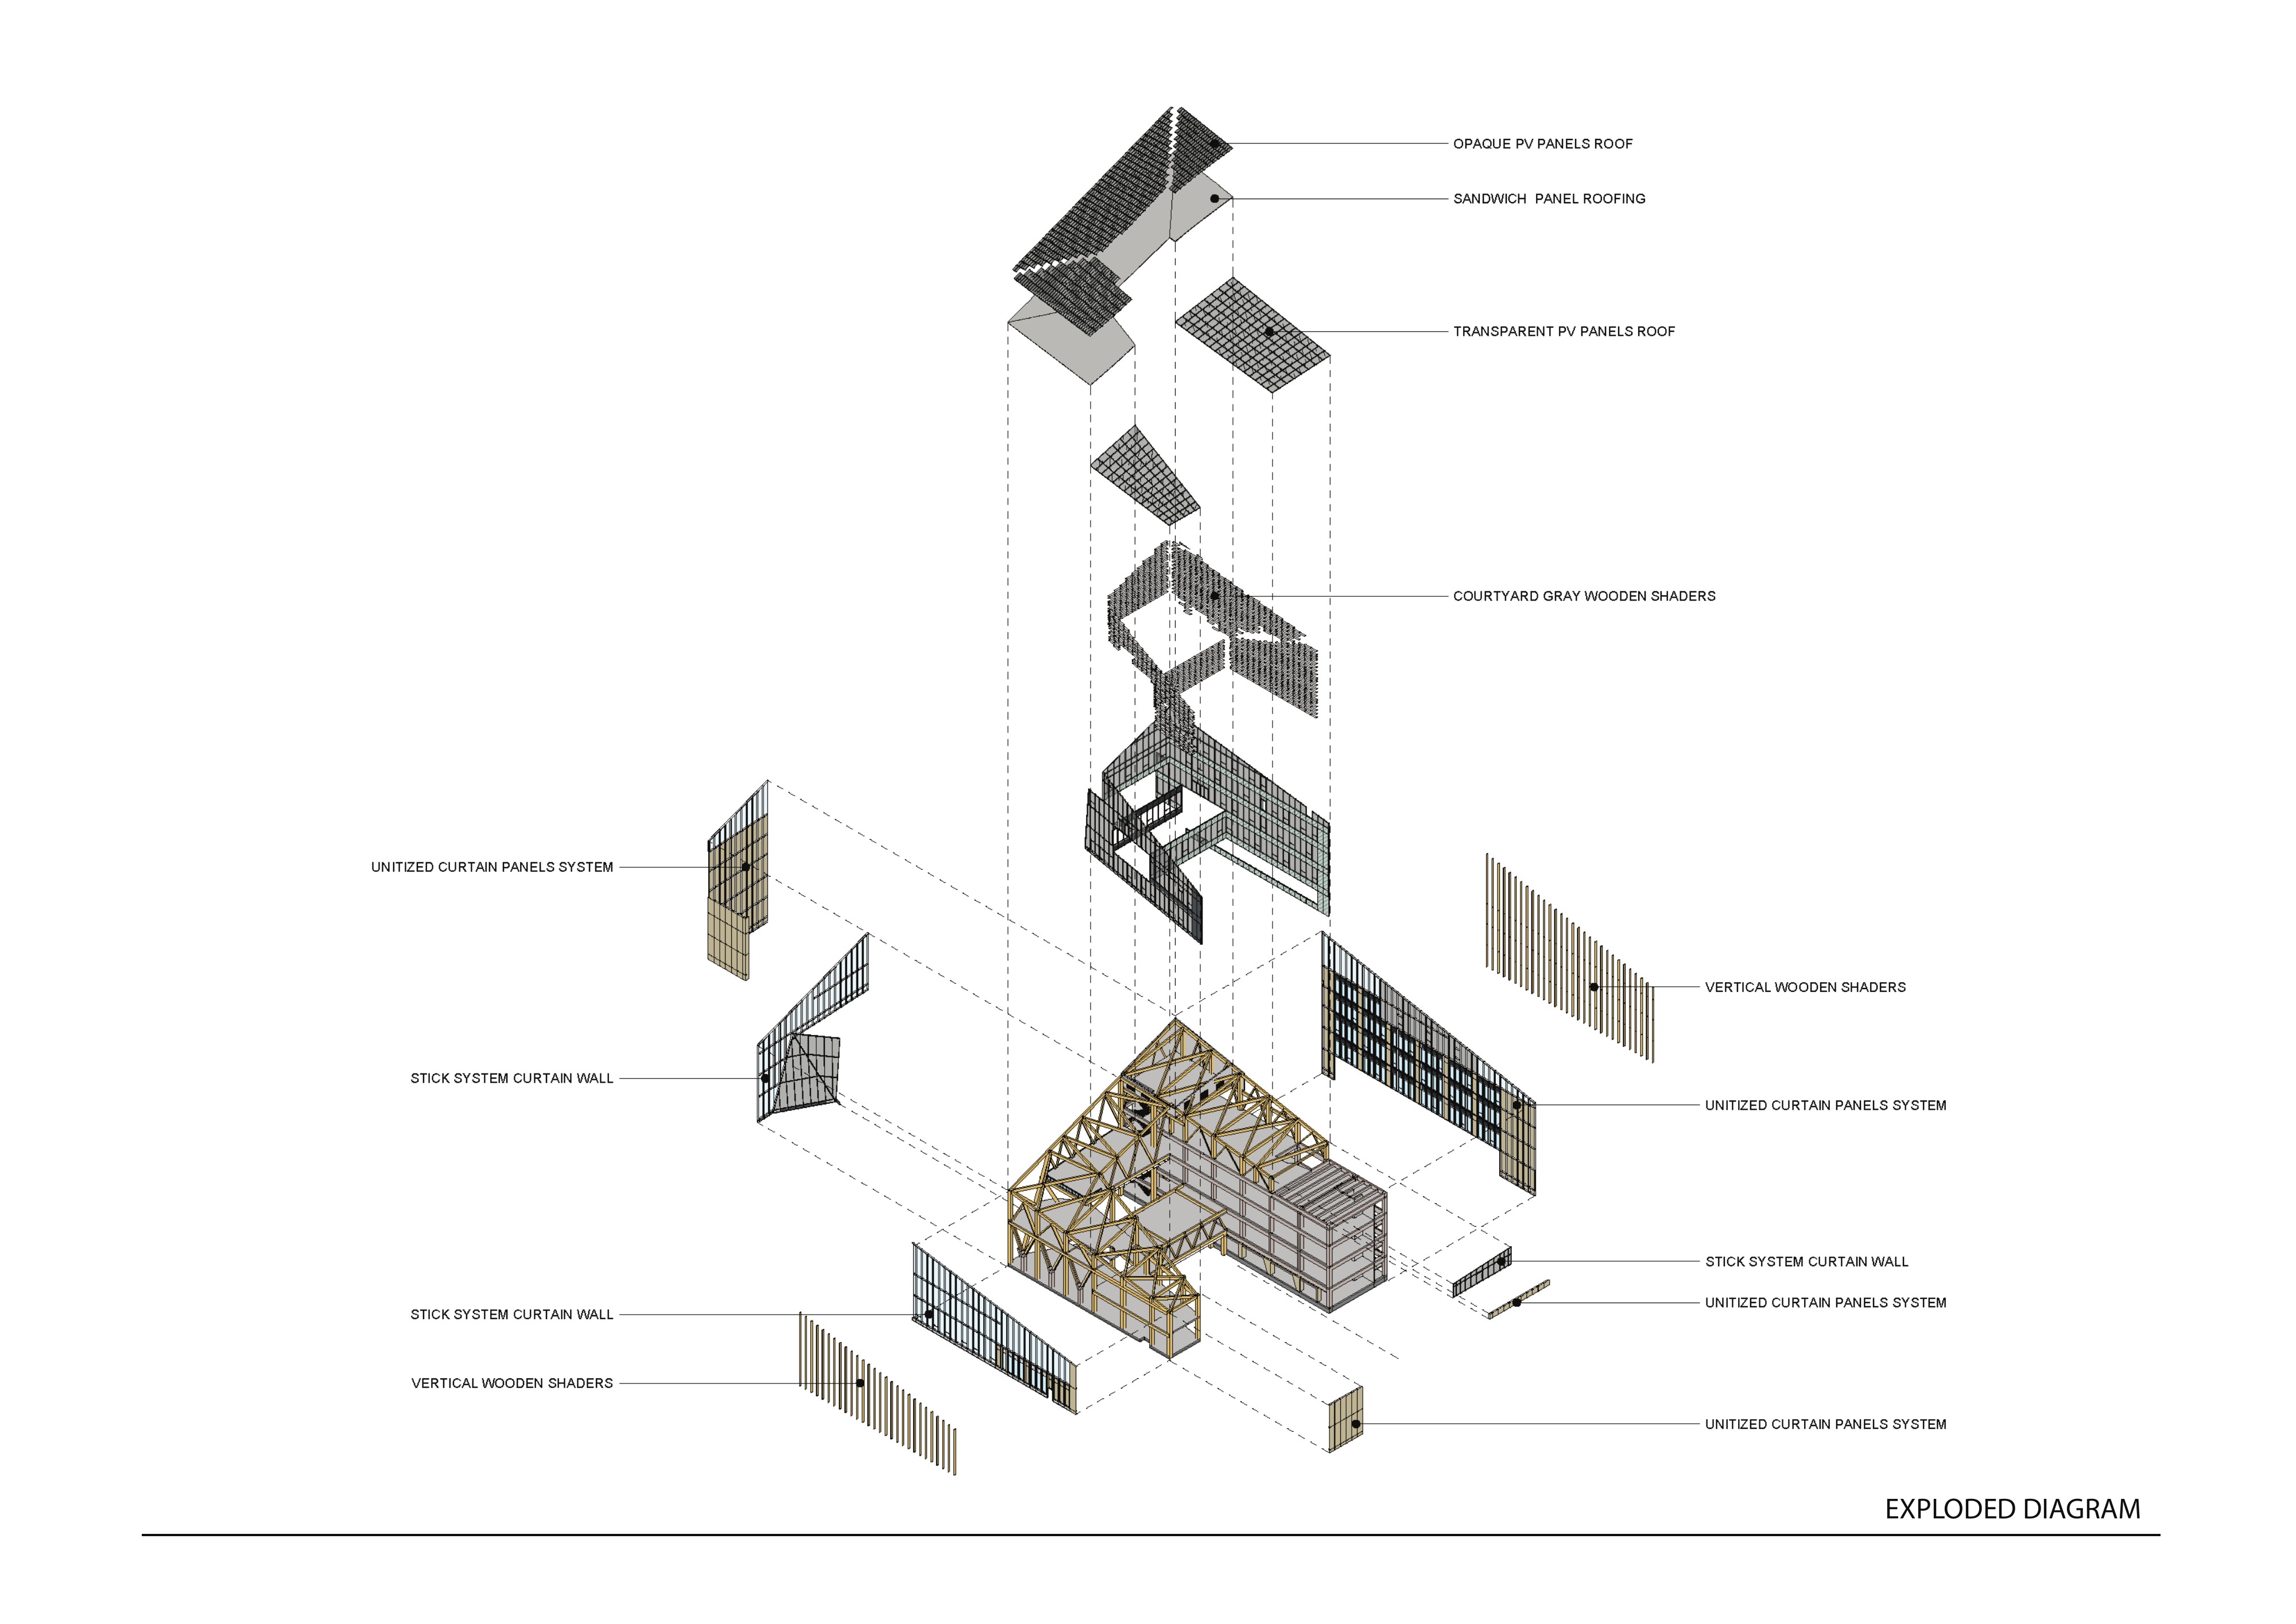 OPAQUE PV PANELS ROOF
SANDWICH PANEL ROOFING
TRANSPARENT PV PANELS ROOF
COURTYARD GRAY WOODEN SHADERS
UNITIZED CURTAIN PANELS SYSTEM
VERTICAL WOODEN SHADERS
STICK SYSTEM CURTAIN WALL
UNITIZED CURTAIN PANELS SYSTEM
STICK SYSTEM CURTAIN WALL
UNITIZED CURTAIN PANELS SYSTEM
STICK SYSTEM CURTAIN WALL
VERTICAL WOODEN SHADERS
UNITIZED CURTAIN PANELS SYSTEM
EXPLODED DIAGRAM